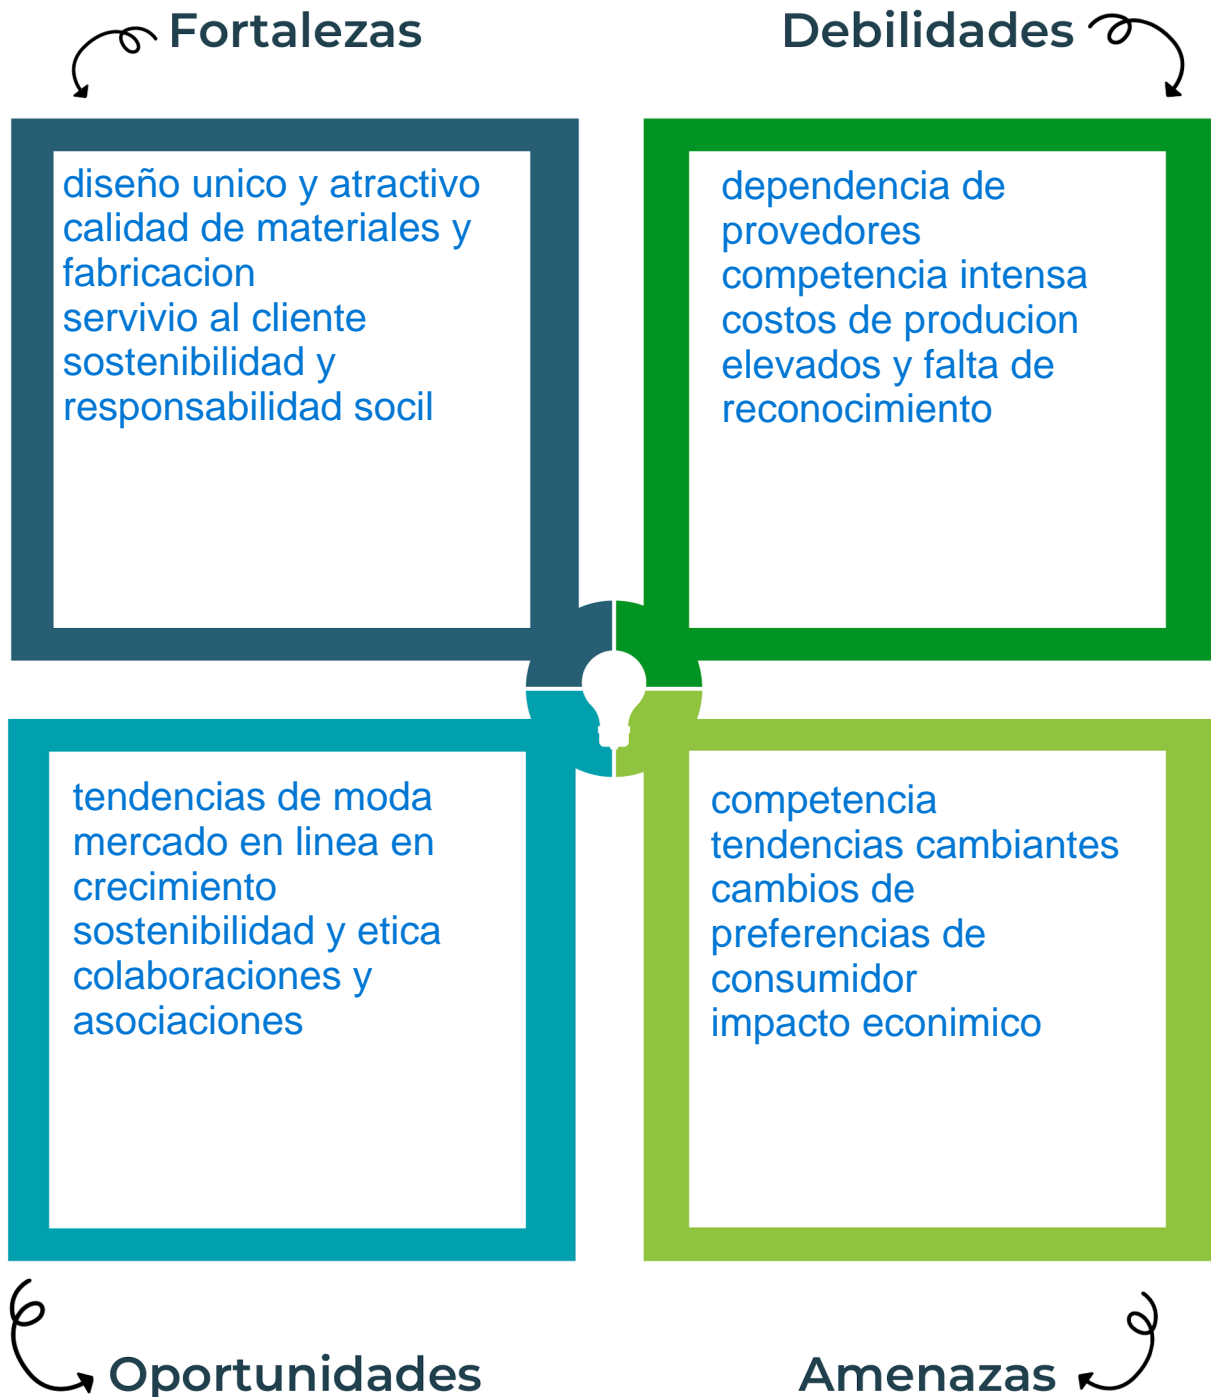 Fortalezas
diseño unico y atractivo
calidad de materiales y
fabricacion
servivio al cliente
sostenibilidad y
responsabilidad socil
Debilidades
dependencia de
provedores
competencia intensa
costos de producion
elevados y falta de
reconocimiento
tendencias de moda
mercado en linea en
crecimiento
sostenibilidad y etica
colaboraciones y
asociaciones
Oportunidades
competencia
tendencias cambiantes
cambios de
preferencias de
consumidor
impacto econimico
Amenazas